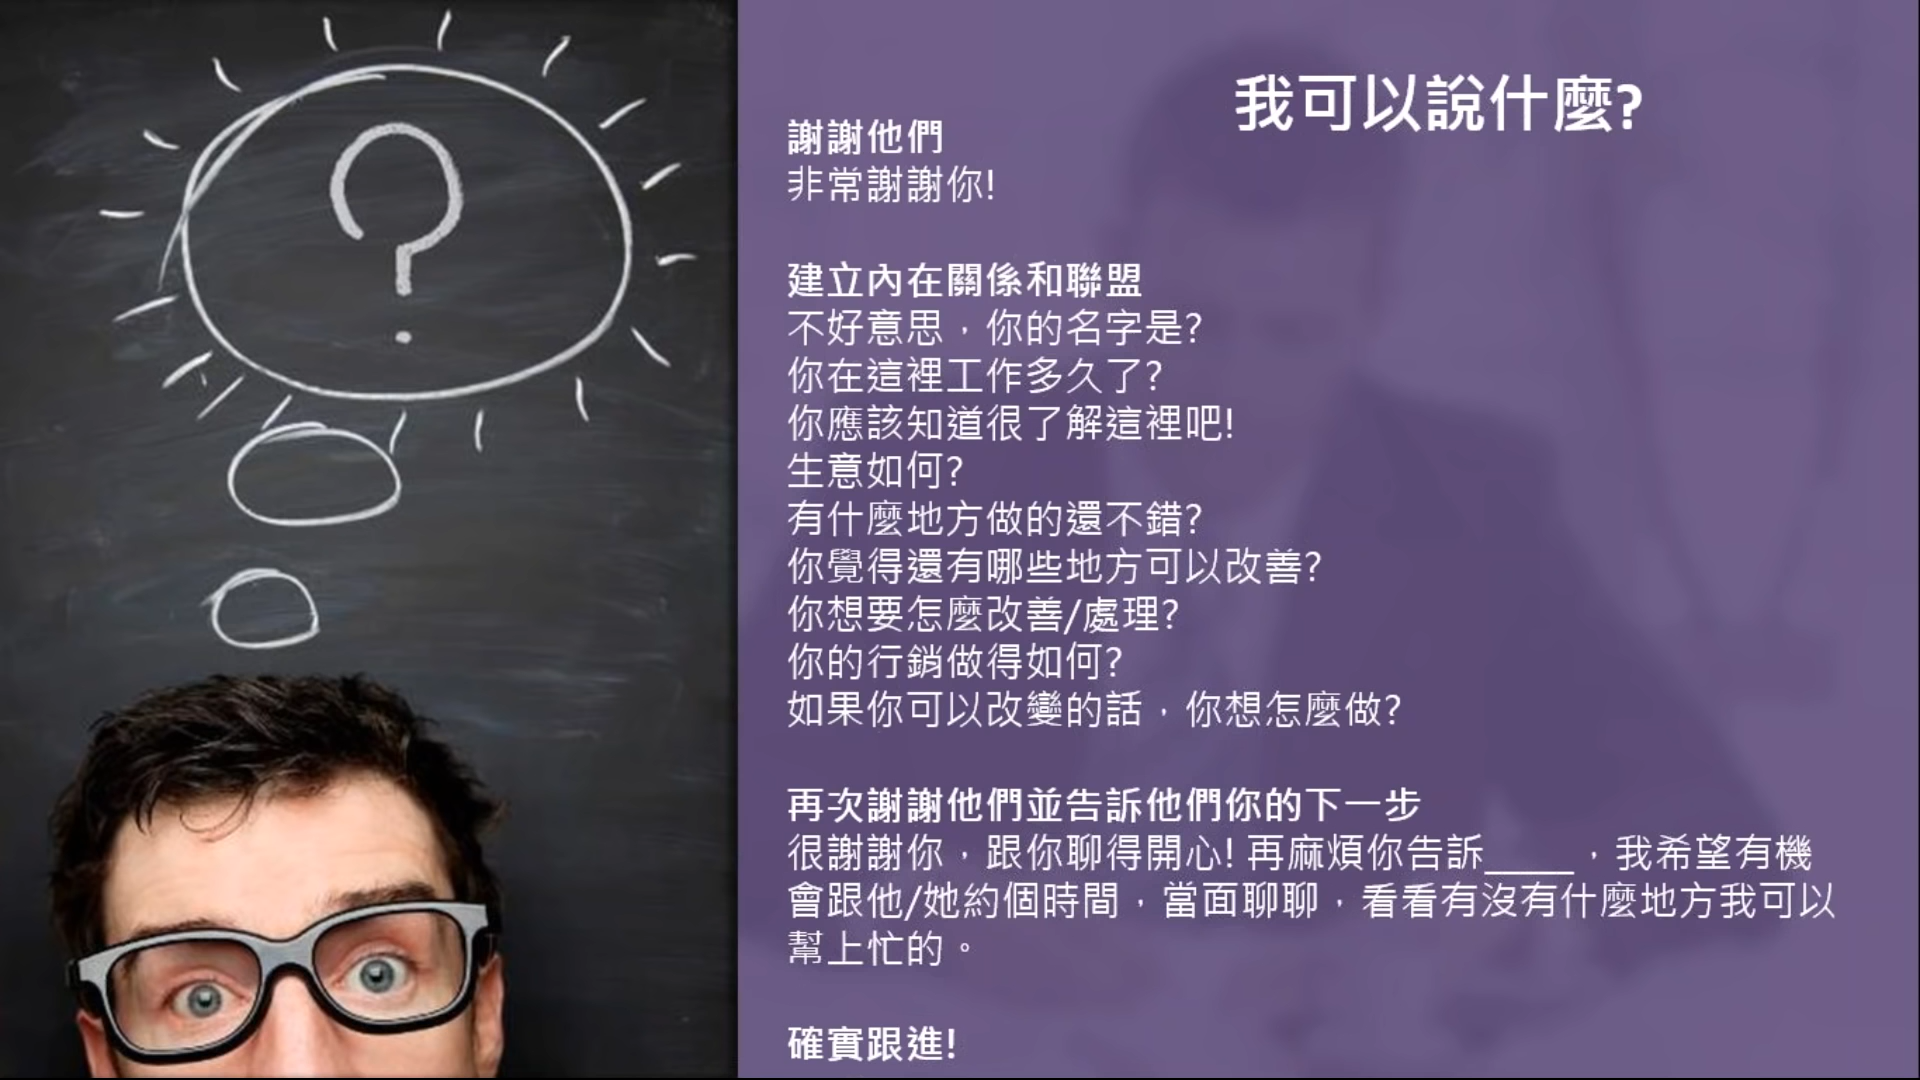 我可以說什麼?
謝謝他們
非常謝謝你!
建立內在關係和聯盟
不好意思，你的名字是?
你在這裡工作多久了?
你應該知道很了解這裡吧!
生意如何?
有什麼地方做的還不錯?
你覺得還有哪些地方可以改善?
你想要怎麼改善/處理?
你的行銷做得如何?
如果你可以改變的話，你想怎麼做?
再次謝謝他們並告訴他們你的下一步
很謝謝你，跟你聊得開心! 再麻煩你告訴_____，我希望有機
會跟他/她約個時間，當面聊聊，看看有沒有什麼地方我可以
幫上忙的。
確實跟進!
?